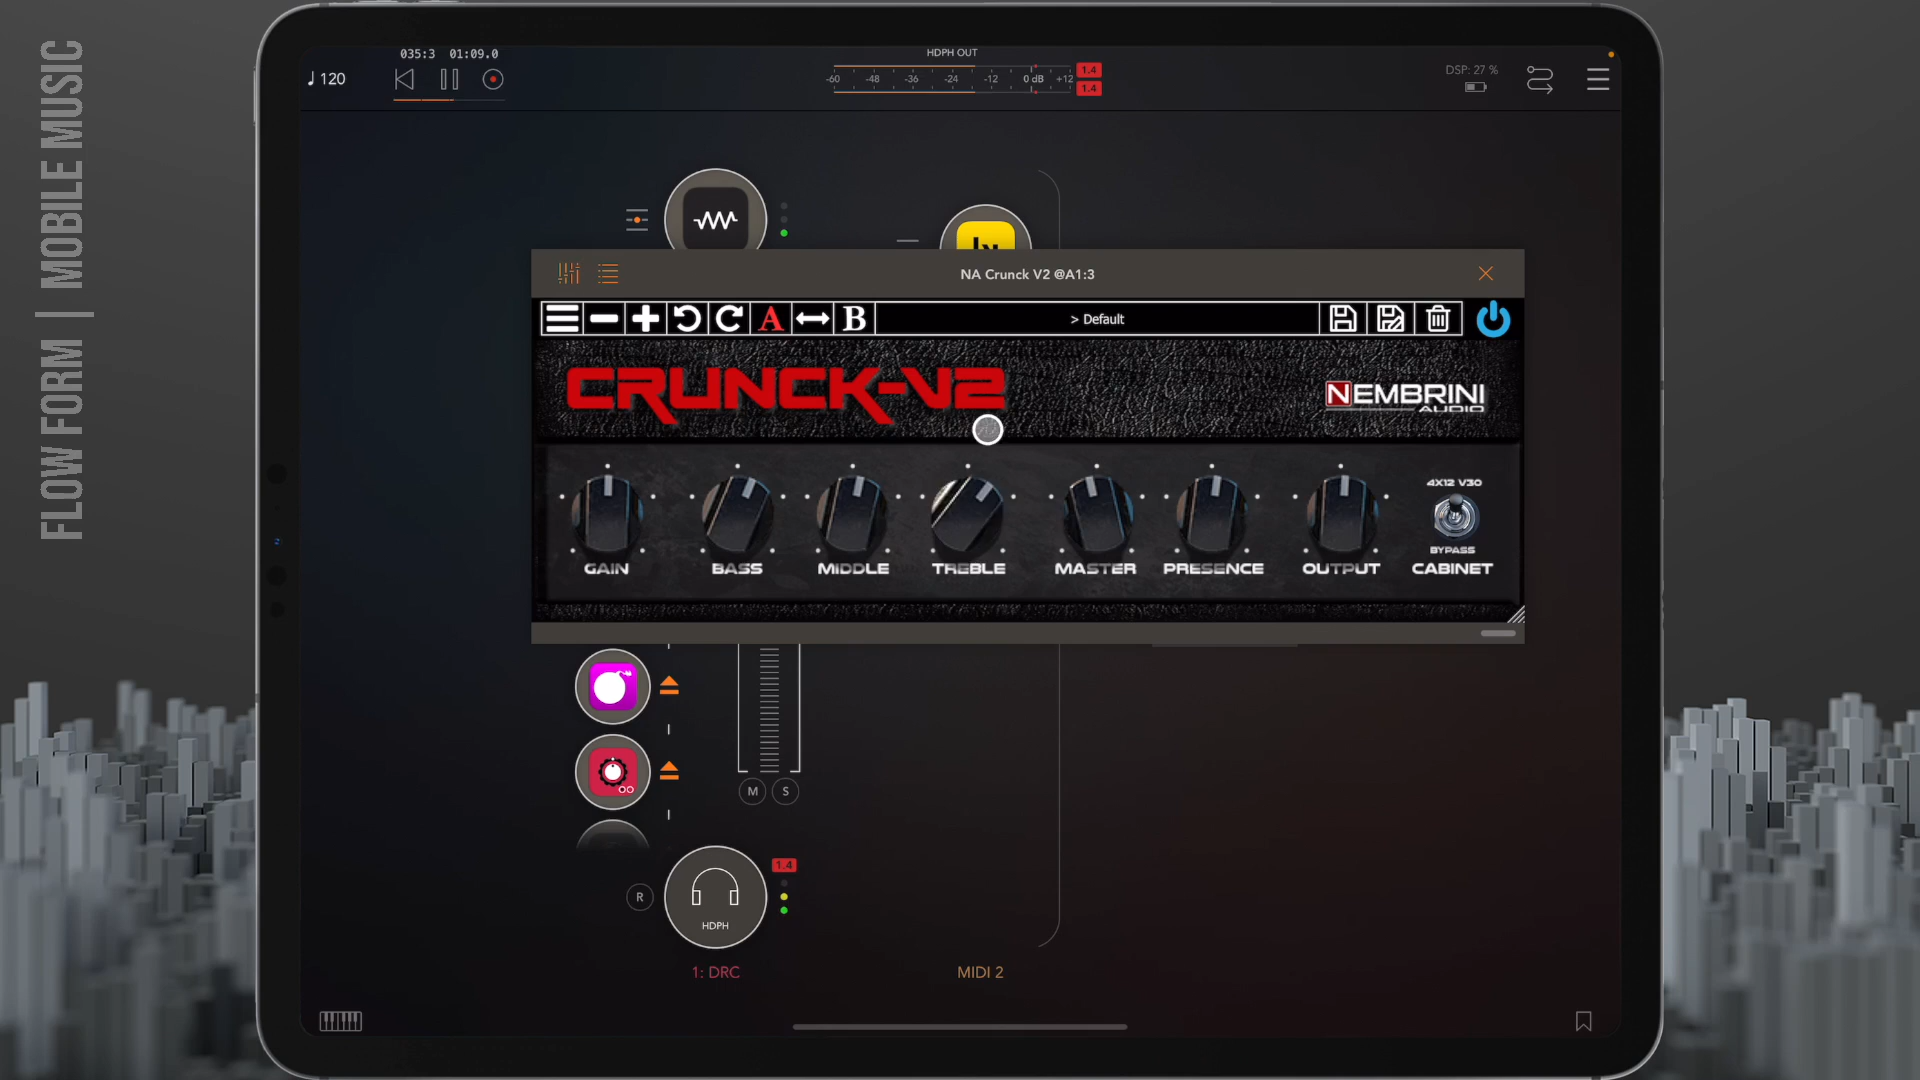 FLOW FORM | MOBILE MUSIC
035:3 01:09.0
♩120
HDPH OUT
-60 -48 -36 -24 -12 0 dB +12
1.4
1.4
DSP: 27 %
NA Crunck V2 @A1:3
A B
> Default
CRUNCK-V2
NEMBRINI
AUDIO
4X12 V30
BYPASS
GAIN BASS MIDDLE TREBLE MASTER PRESENCE OUTPUT CABINET
M S
1.4
R
HDPH
1: DRC
MIDI 2